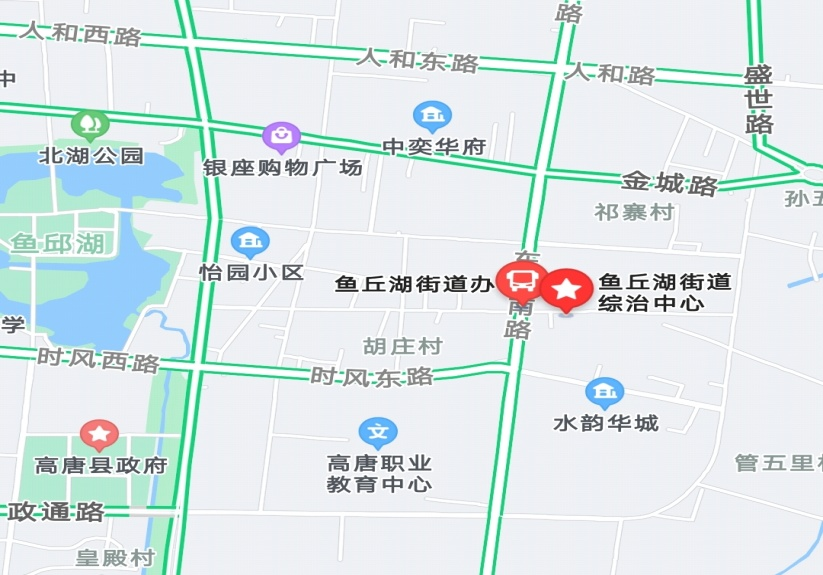 路
人和西路
人和东路
人和路
中
盛世路
北湖公园
中奕华府
银座购物广场
金城路
祁寨村
孙五
鱼邱湖
怡园小区
东
南
路
鱼丘湖街道办
鱼丘湖街道
综治中心
学
胡庄村
时风西路
时风东路
水韵华城
高唐县政府
高唐职业
教育中心
管五里村
政通路
皇殿村